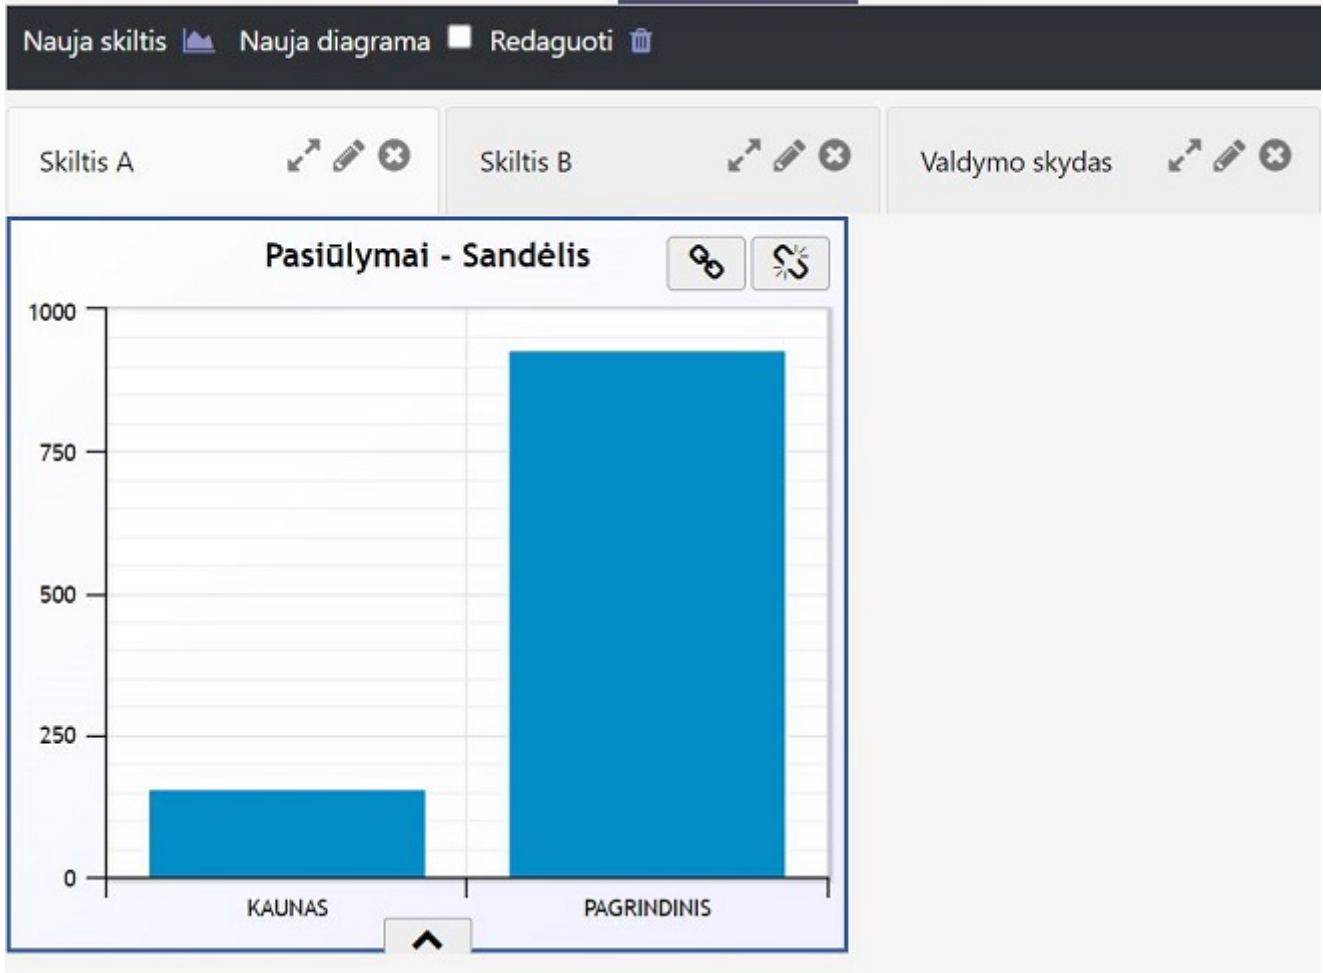 Nauja skiltis Nauja diagrama Redaguoti
Skiltis A Skiltis B Valdymo skydas
Pasiūlymai - Sandėlis
1000
750
500
250
0
KAUNAS PAGRINDINIS